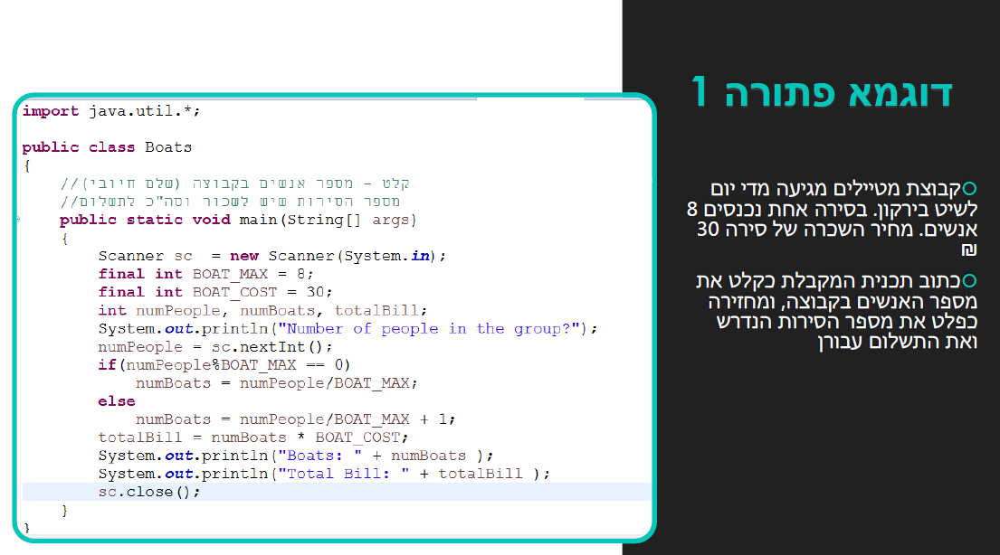 דוגמא פתורה 1
קבוצת מטיילים מגיעה מדי יום
לשיט בירקון. בסירה אחת נכנסים 8
אנשים. מחיר השכרה של סירה 30
₪
כתוב תכנית המקבלת כקלט את
מספר האנשים בקבוצה, ומחזירה
כפלט את מספר הסירות הנדרש
ואת התשלום עבורן
import java.util.*;
public class Boats
{
//קלט - מספר אנשים בקבוצה (שלם חיובי)
//מספר הסירות שיש לשכור וסה"כ לתשלום
public static void main(String[] args)
{
Scanner sc  = new Scanner(System.in);
final int BOAT_MAX = 8;
final int BOAT_COST = 30;
int numPeople, numBoats, totalBill;
System.out.println("Number of people in the group?");
numPeople = sc.nextInt();
if(numPeople%BOAT_MAX == 0)
numBoats = numPeople/BOAT_MAX;
else
numBoats = numPeople/BOAT_MAX + 1;
totalBill = numBoats * BOAT_COST;
System.out.println("Boats: " + numBoats );
System.out.println("Total Bill: " + totalBill );
sc.close();
}
}